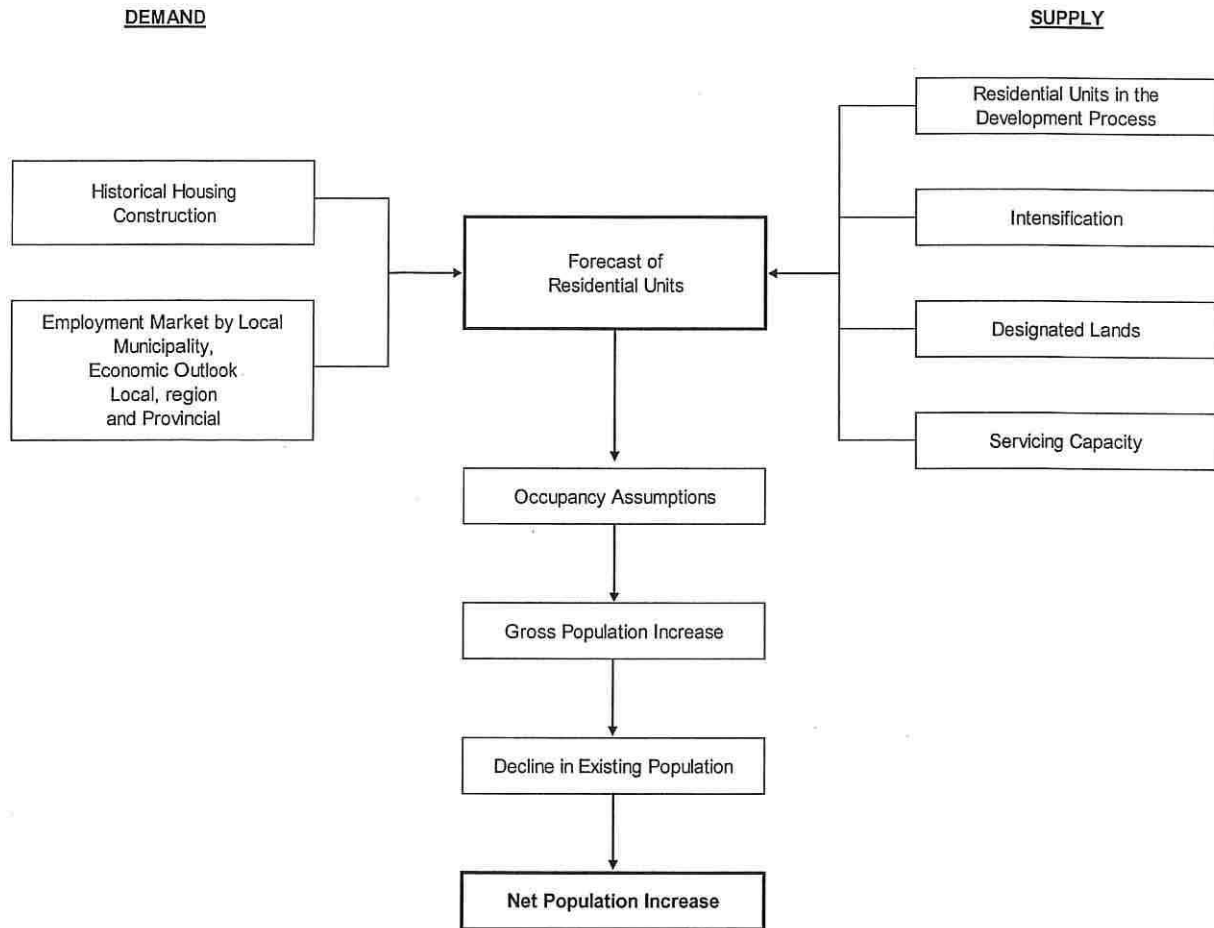 DEMAND
SUPPLY
Historical Housing
Construction
Employment Market by Local
Municipality,
Economic Outlook
Local, region
and Provincial
Forecast of
Residential Units
Residential Units in the
Development Process
Intensification
Designated Lands
Servicing Capacity
Occupancy Assumptions
Gross Population Increase
Decline in Existing Population
Net Population Increase